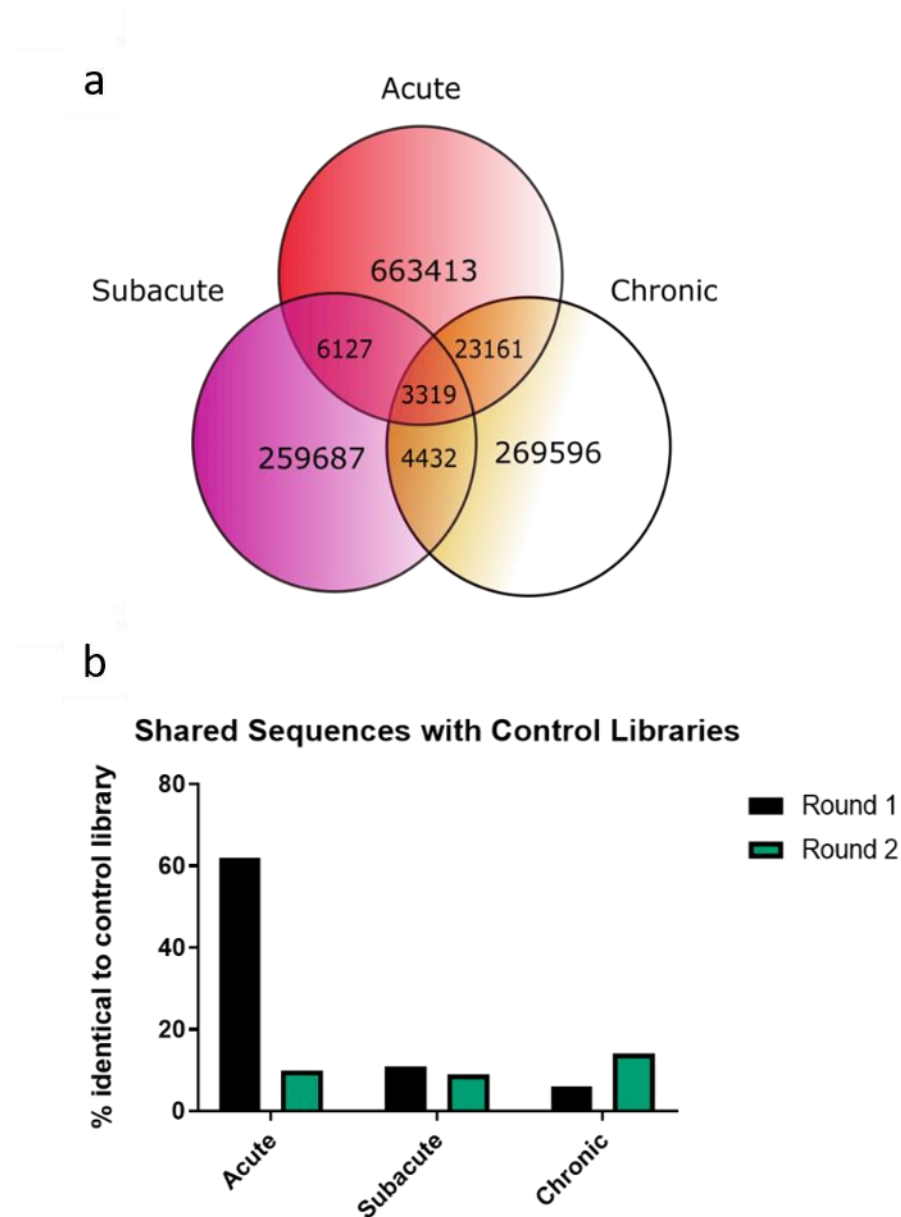 a
Acute
663413
Subacute
Chronic
6127
23161
3319
259687
4432
269596
b
Shared Sequences with Control Libraries
% identical to control library
80
60
40
20
0
Round 1
Round 2
Acute
Subacute
Chronic